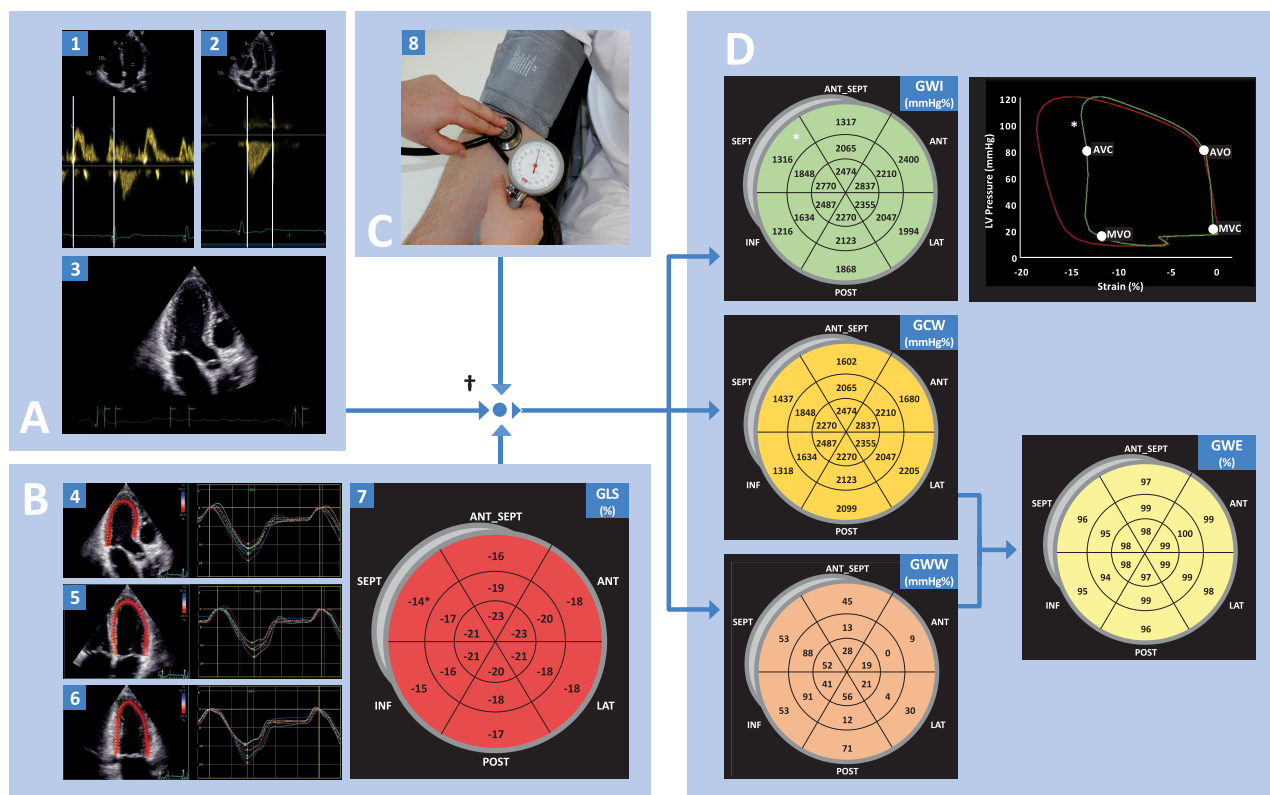 A
1
2
3
C
8
B
4
5
6
7
GLS
(%)
ANT_SEPT
SEPT
ANT
INF
LAT
POST
-16
-14*
-18
-19
-17
-20
-23
-21
-23
-21
-21
-20
-16
-18
-15
-18
-18
-17
†
D
GWI
(mmHg%)
ANT_SEPT
SEPT
ANT
INF
LAT
POST
*
1317
1316
2400
2065
1848
2210
2474
2770
2837
2487
2355
2270
1634
2047
1216
1994
2123
1868
LV Pressure (mmHg)
120
100
80
60
40
20
0
-20
-15
-10
-5
0
Strain (%)
*
AVC
AVO
MVO
MVC
GCW
(mmHg%)
ANT_SEPT
SEPT
ANT
INF
LAT
POST
1602
1437
1680
2065
1848
2210
2474
2270
2837
2487
2355
2270
1634
2047
1318
2205
2123
2099
GWW
(mmHg%)
ANT_SEPT
SEPT
ANT
INF
LAT
POST
45
53
9
13
88
0
28
52
19
41
21
56
91
4
53
30
12
71
GWE
(%)
ANT_SEPT
SEPT
ANT
INF
LAT
POST
97
96
99
99
95
100
98
98
99
98
99
97
94
99
95
98
99
96